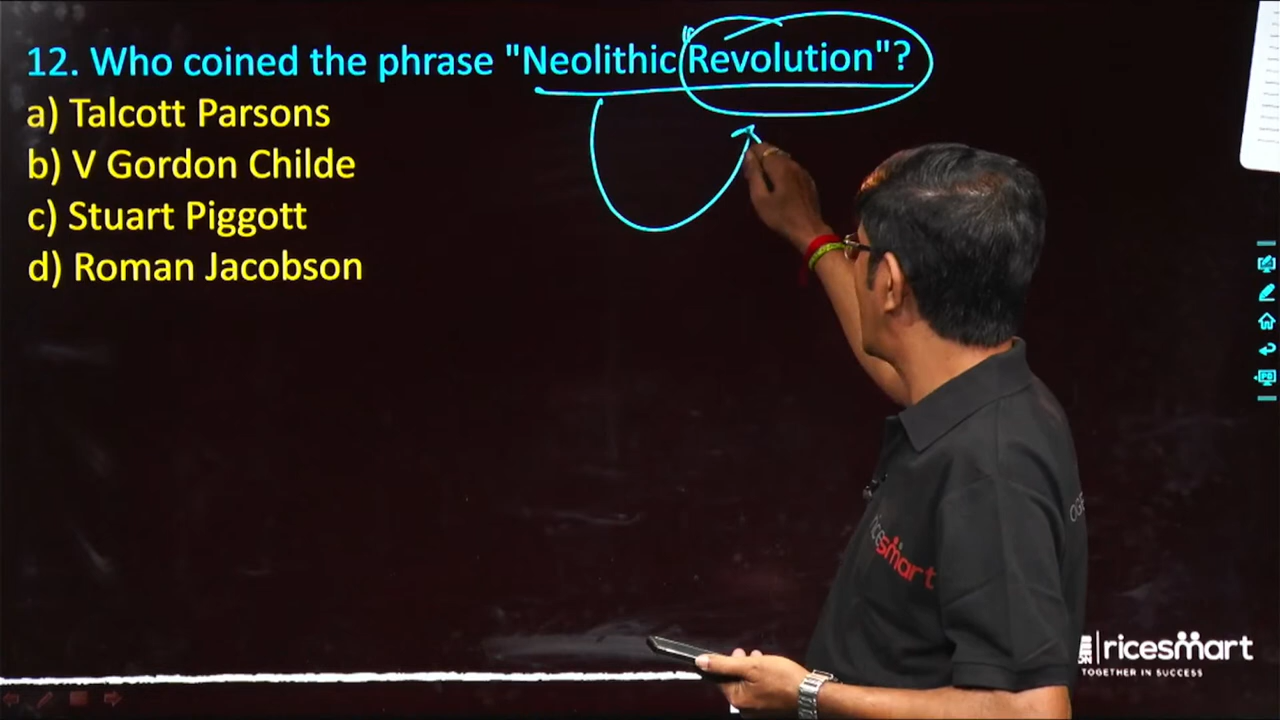 12. Who coined the phrase "Neolithic Revolution"?
a) Talcott Parsons
b) V Gordon Childe
c) Stuart Piggott
d) Roman Jacobson
ricesmart
ricesmart
TOGETHER IN SUCCESS